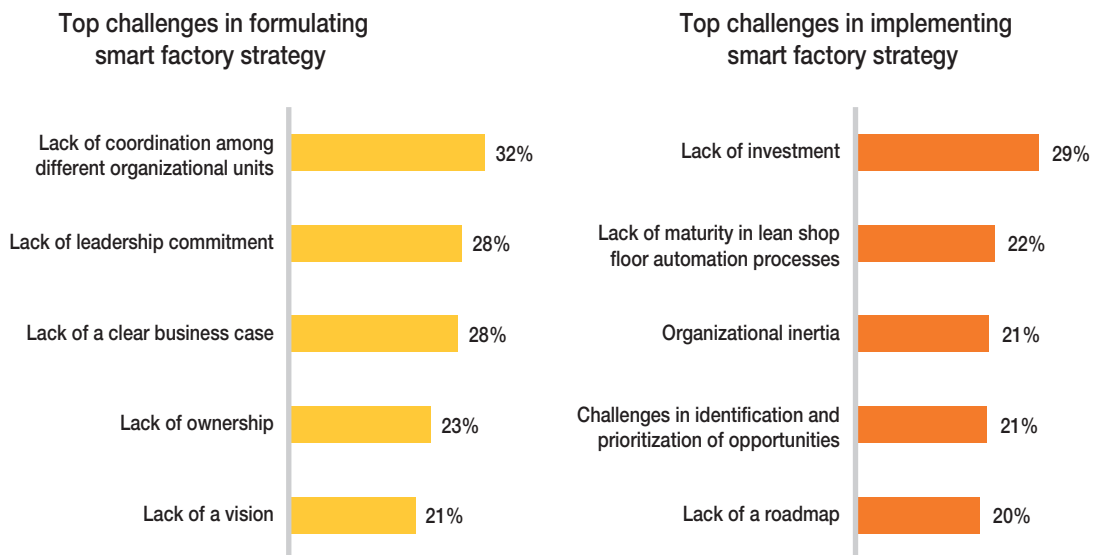 Top challenges in formulating
smart factory strategy
Lack of coordination among
different organizational units
32%
Lack of leadership commitment
28%
Lack of a clear business case
28%
Lack of ownership
23%
Lack of a vision
21%
Top challenges in implementing
smart factory strategy
Lack of investment
29%
Lack of maturity in lean shop
floor automation processes
22%
Organizational inertia
21%
Challenges in identification and
prioritization of opportunities
21%
Lack of a roadmap
20%